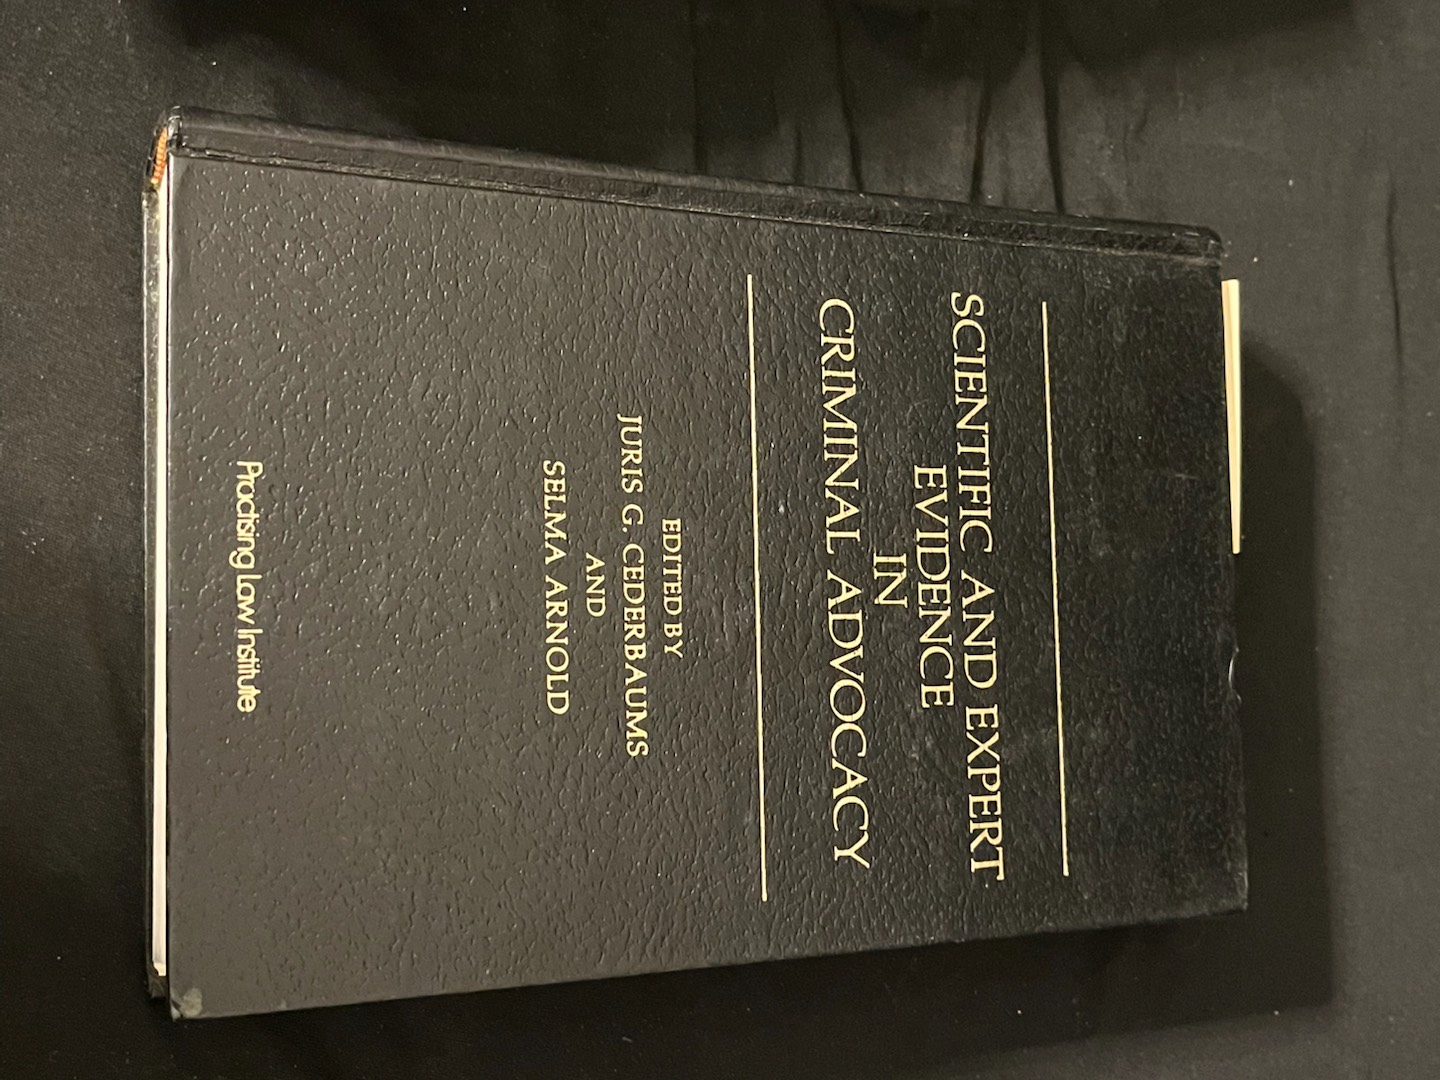 SCIENTIFIC AND EXPERT
EVIDENCE
IN
CRIMINAL ADVOCACY
EDITED BY
JURIS G. CEDERBAUMS
AND
SELMA ARNOLD
Practising Law Institute